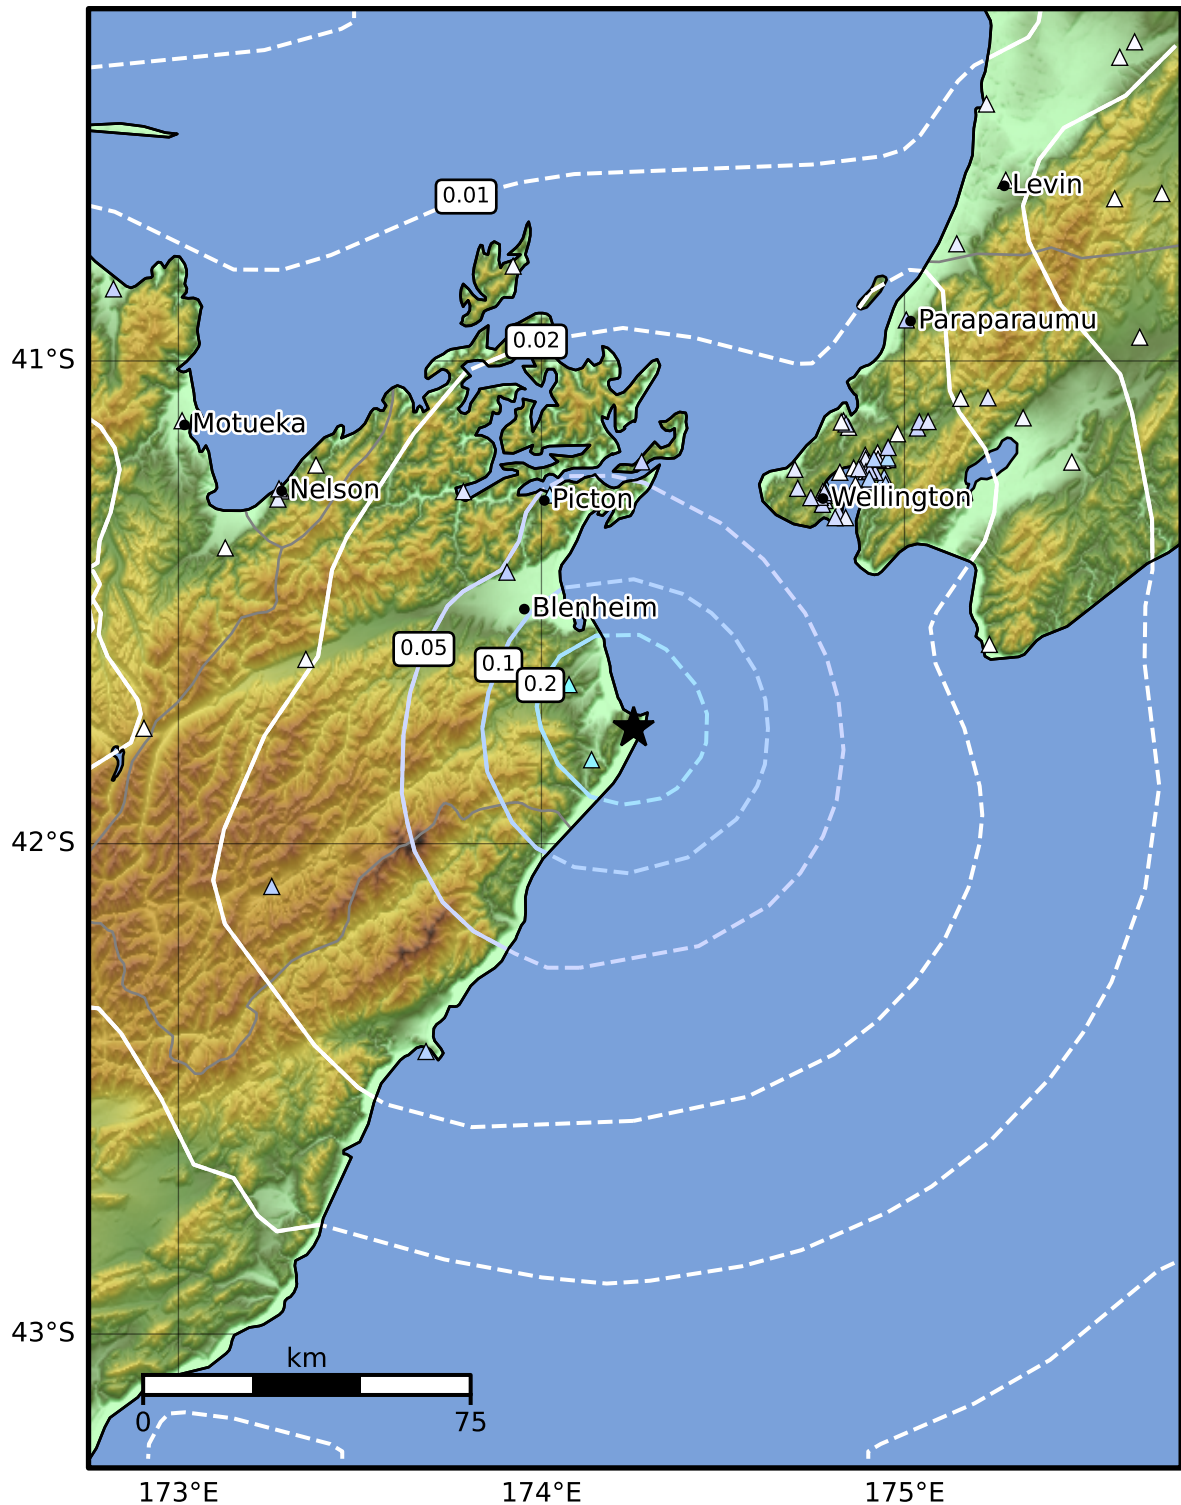 0.01
Levin
Paraparaumu
0.02
41°S
Motueka
Nelson
Picton
Wellington
Blenheim
0.05
0.1
0.2
42°S
43°S
km
0
75
173°E
174°E
175°E